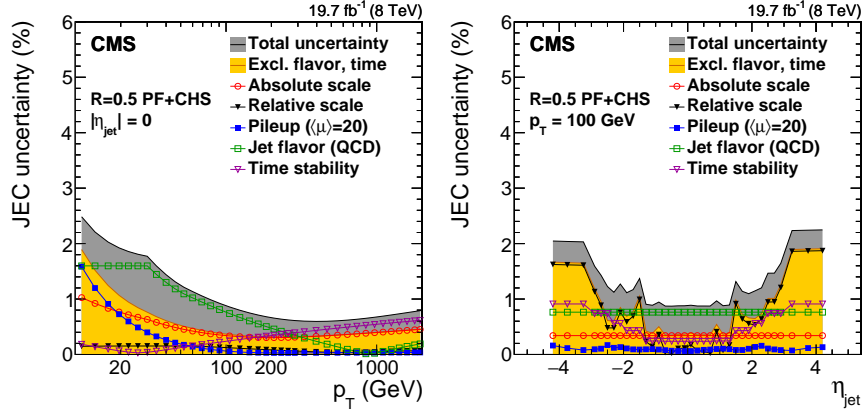 19.7 fb⁻¹ (8 TeV)
JEC uncertainty (%)
6
5
4
3
2
1
0
CMS
R=0.5 PF+CHS
|η_jet| = 0
Total uncertainty
Excl. flavor, time
Absolute scale
Relative scale
Pileup (⟨μ⟩=20)
Jet flavor (QCD)
Time stability
20 100 200 1000
p_T (GeV)
19.7 fb⁻¹ (8 TeV)
JEC uncertainty (%)
6
5
4
3
2
1
0
CMS
R=0.5 PF+CHS
p_T = 100 GeV
Total uncertainty
Excl. flavor, time
Absolute scale
Relative scale
Pileup (⟨μ⟩=20)
Jet flavor (QCD)
Time stability
−4 −2 0 2 4
η_jet